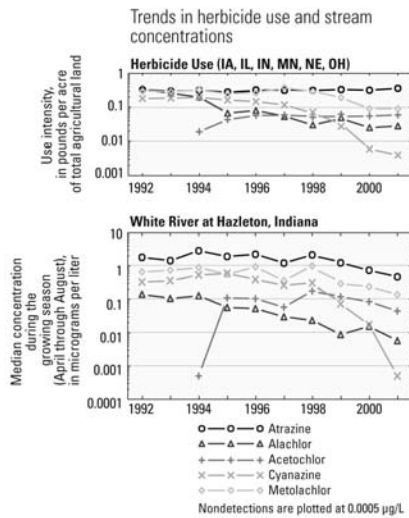 Trends in herbicide use and stream
concentrations
Herbicide Use (IA, IL, IN, MN, NE, OH)
Use intensity,
in pounds per acre
of total agricultural land
1
0.1
0.01
0.001
1992 1994 1996 1998 2000
White River at Hazleton, Indiana
Median concentration
during the
growing season
(April through August),
in micrograms per liter
10
1
0.1
0.01
0.001
0.0001
1992 1994 1996 1998 2000
Atrazine
Alachlor
Acetochlor
Cyanazine
Metolachlor
Nondetections are plotted at 0.0005 µg/L